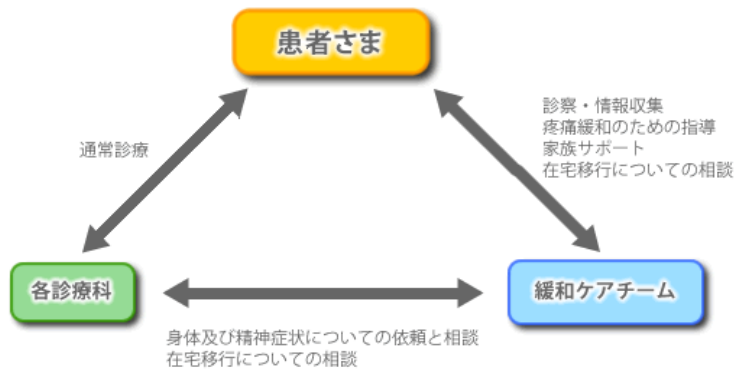 患者さま
通常診療
診察・情報収集
疼痛緩和のための指導
家族サポート
在宅移行についての相談
各診療科
緩和ケアチーム
身体及び精神症状についての依頼と相談
在宅移行についての相談